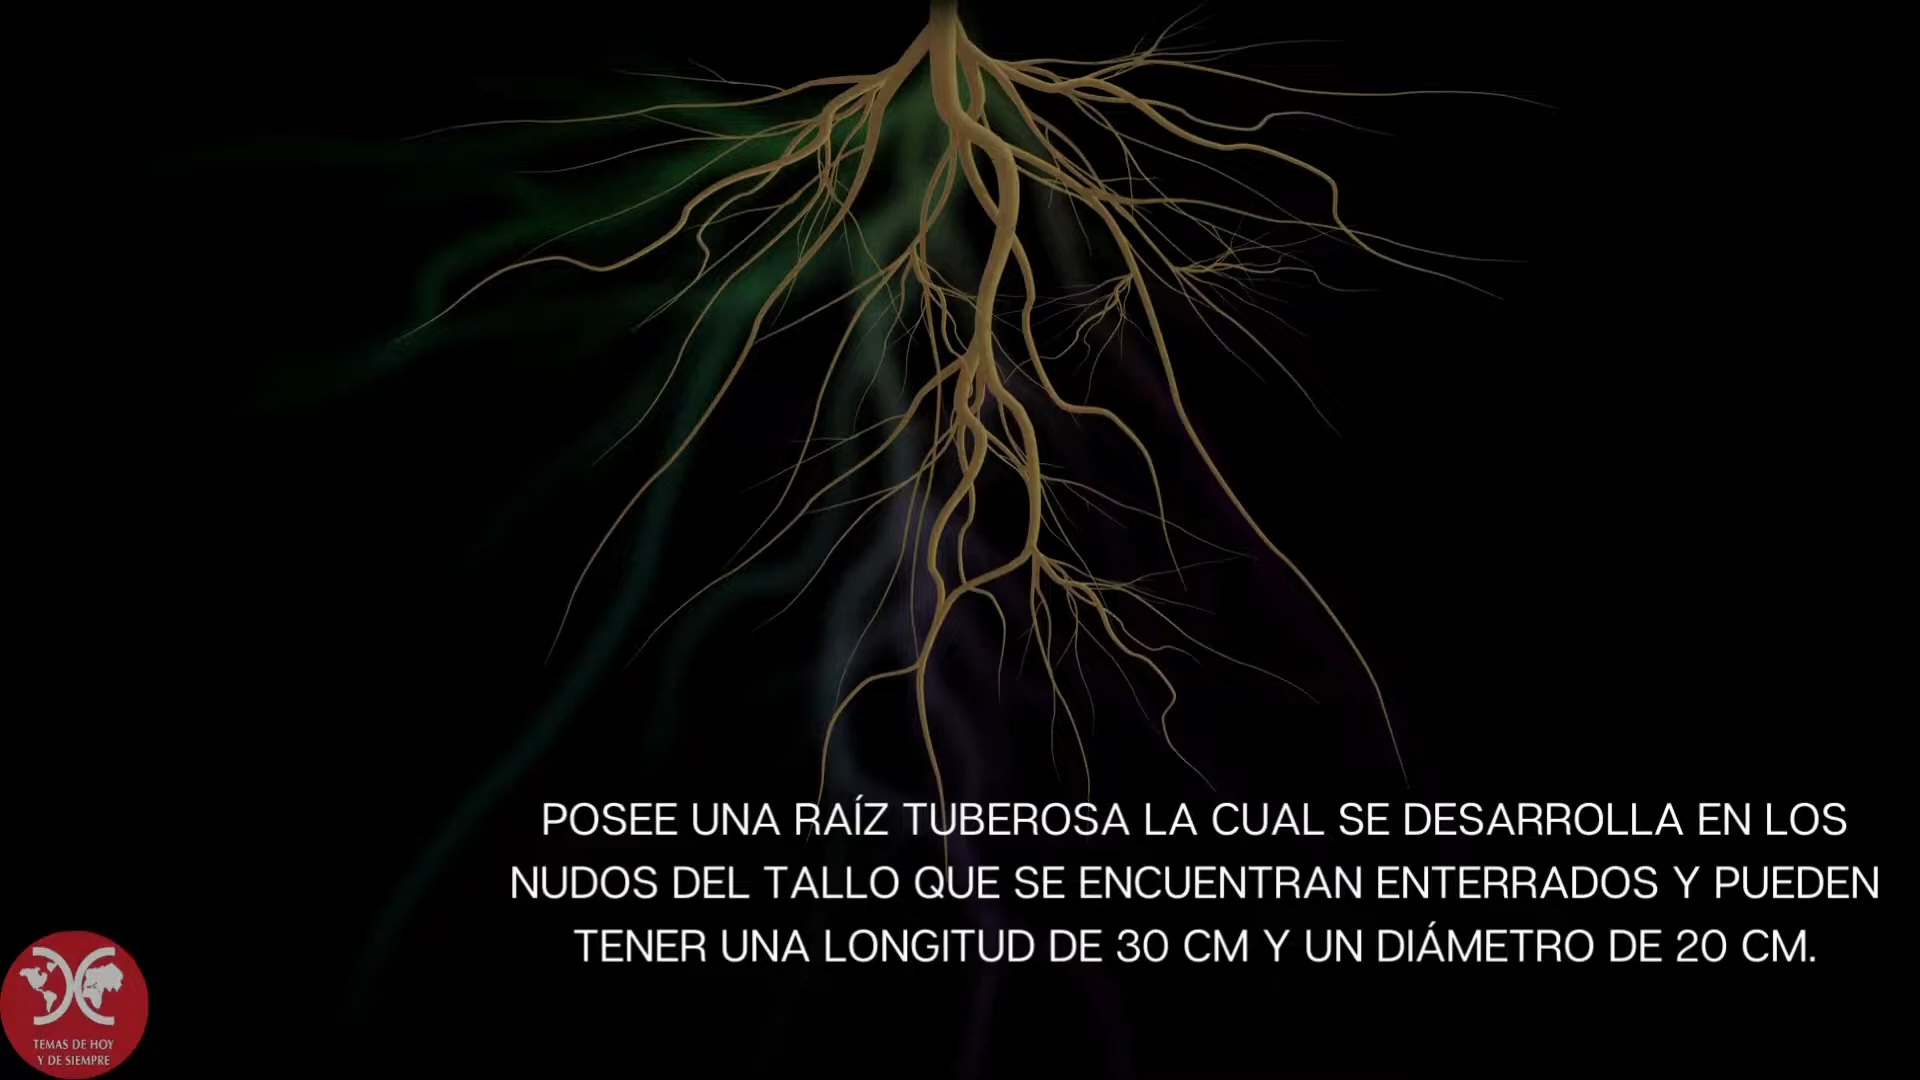 POSEE UNA RAÍZ TUBEROSA LA CUAL SE DESARROLLA EN LOS
NUDOS DEL TALLO QUE SE ENCUENTRAN ENTERRADOS Y PUEDEN
TENER UNA LONGITUD DE 30 CM Y UN DIÁMETRO DE 20 CM.
TEMAS DE HOY
Y DE SIEMPRE